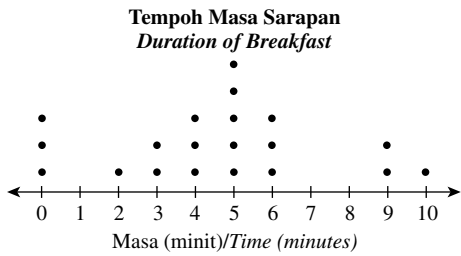 Tempoh Masa Sarapan
Duration of Breakfast
0 1 2 3 4 5 6 7 8 9 10
Masa (minit)/Time (minutes)